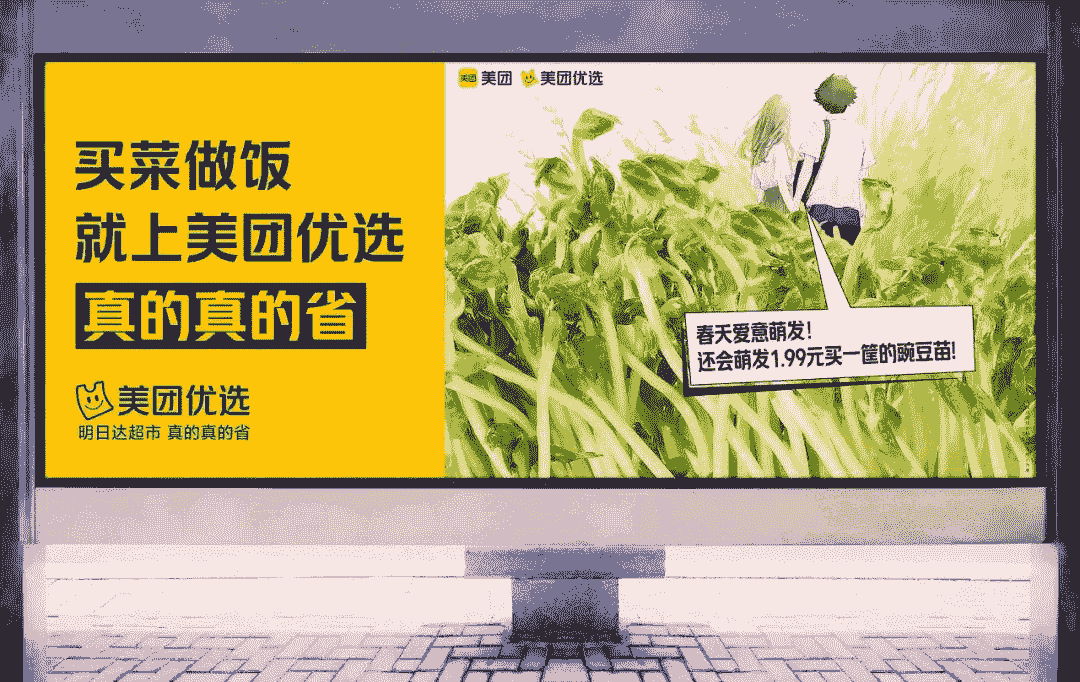 买菜做饭
就上美团优选
真的真的省
美团优选
明日达超市 真的真的省
美团 美团 美团优选
春天爱意萌发！
还会萌发1.99元买一筐的豌豆苗！